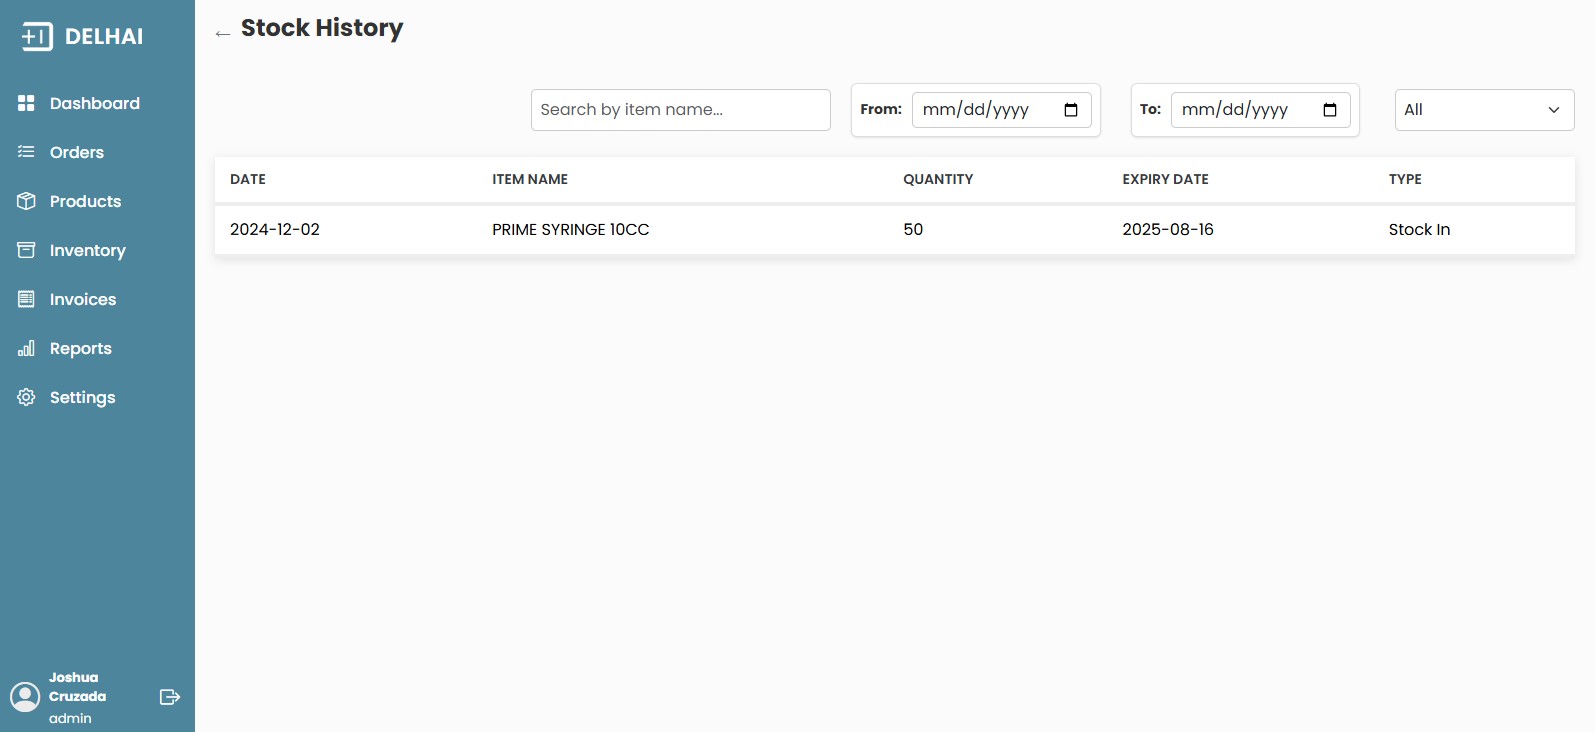 DELHAI
Dashboard
Orders
Products
Inventory
Invoices
Reports
Settings
Joshua
Cruzada
admin
← Stock History
Search by item name...
From: mm/dd/yyyy
To: mm/dd/yyyy
All
DATE ITEM NAME QUANTITY EXPIRY DATE TYPE
2024-12-02 PRIME SYRINGE 10CC 50 2025-08-16 Stock In